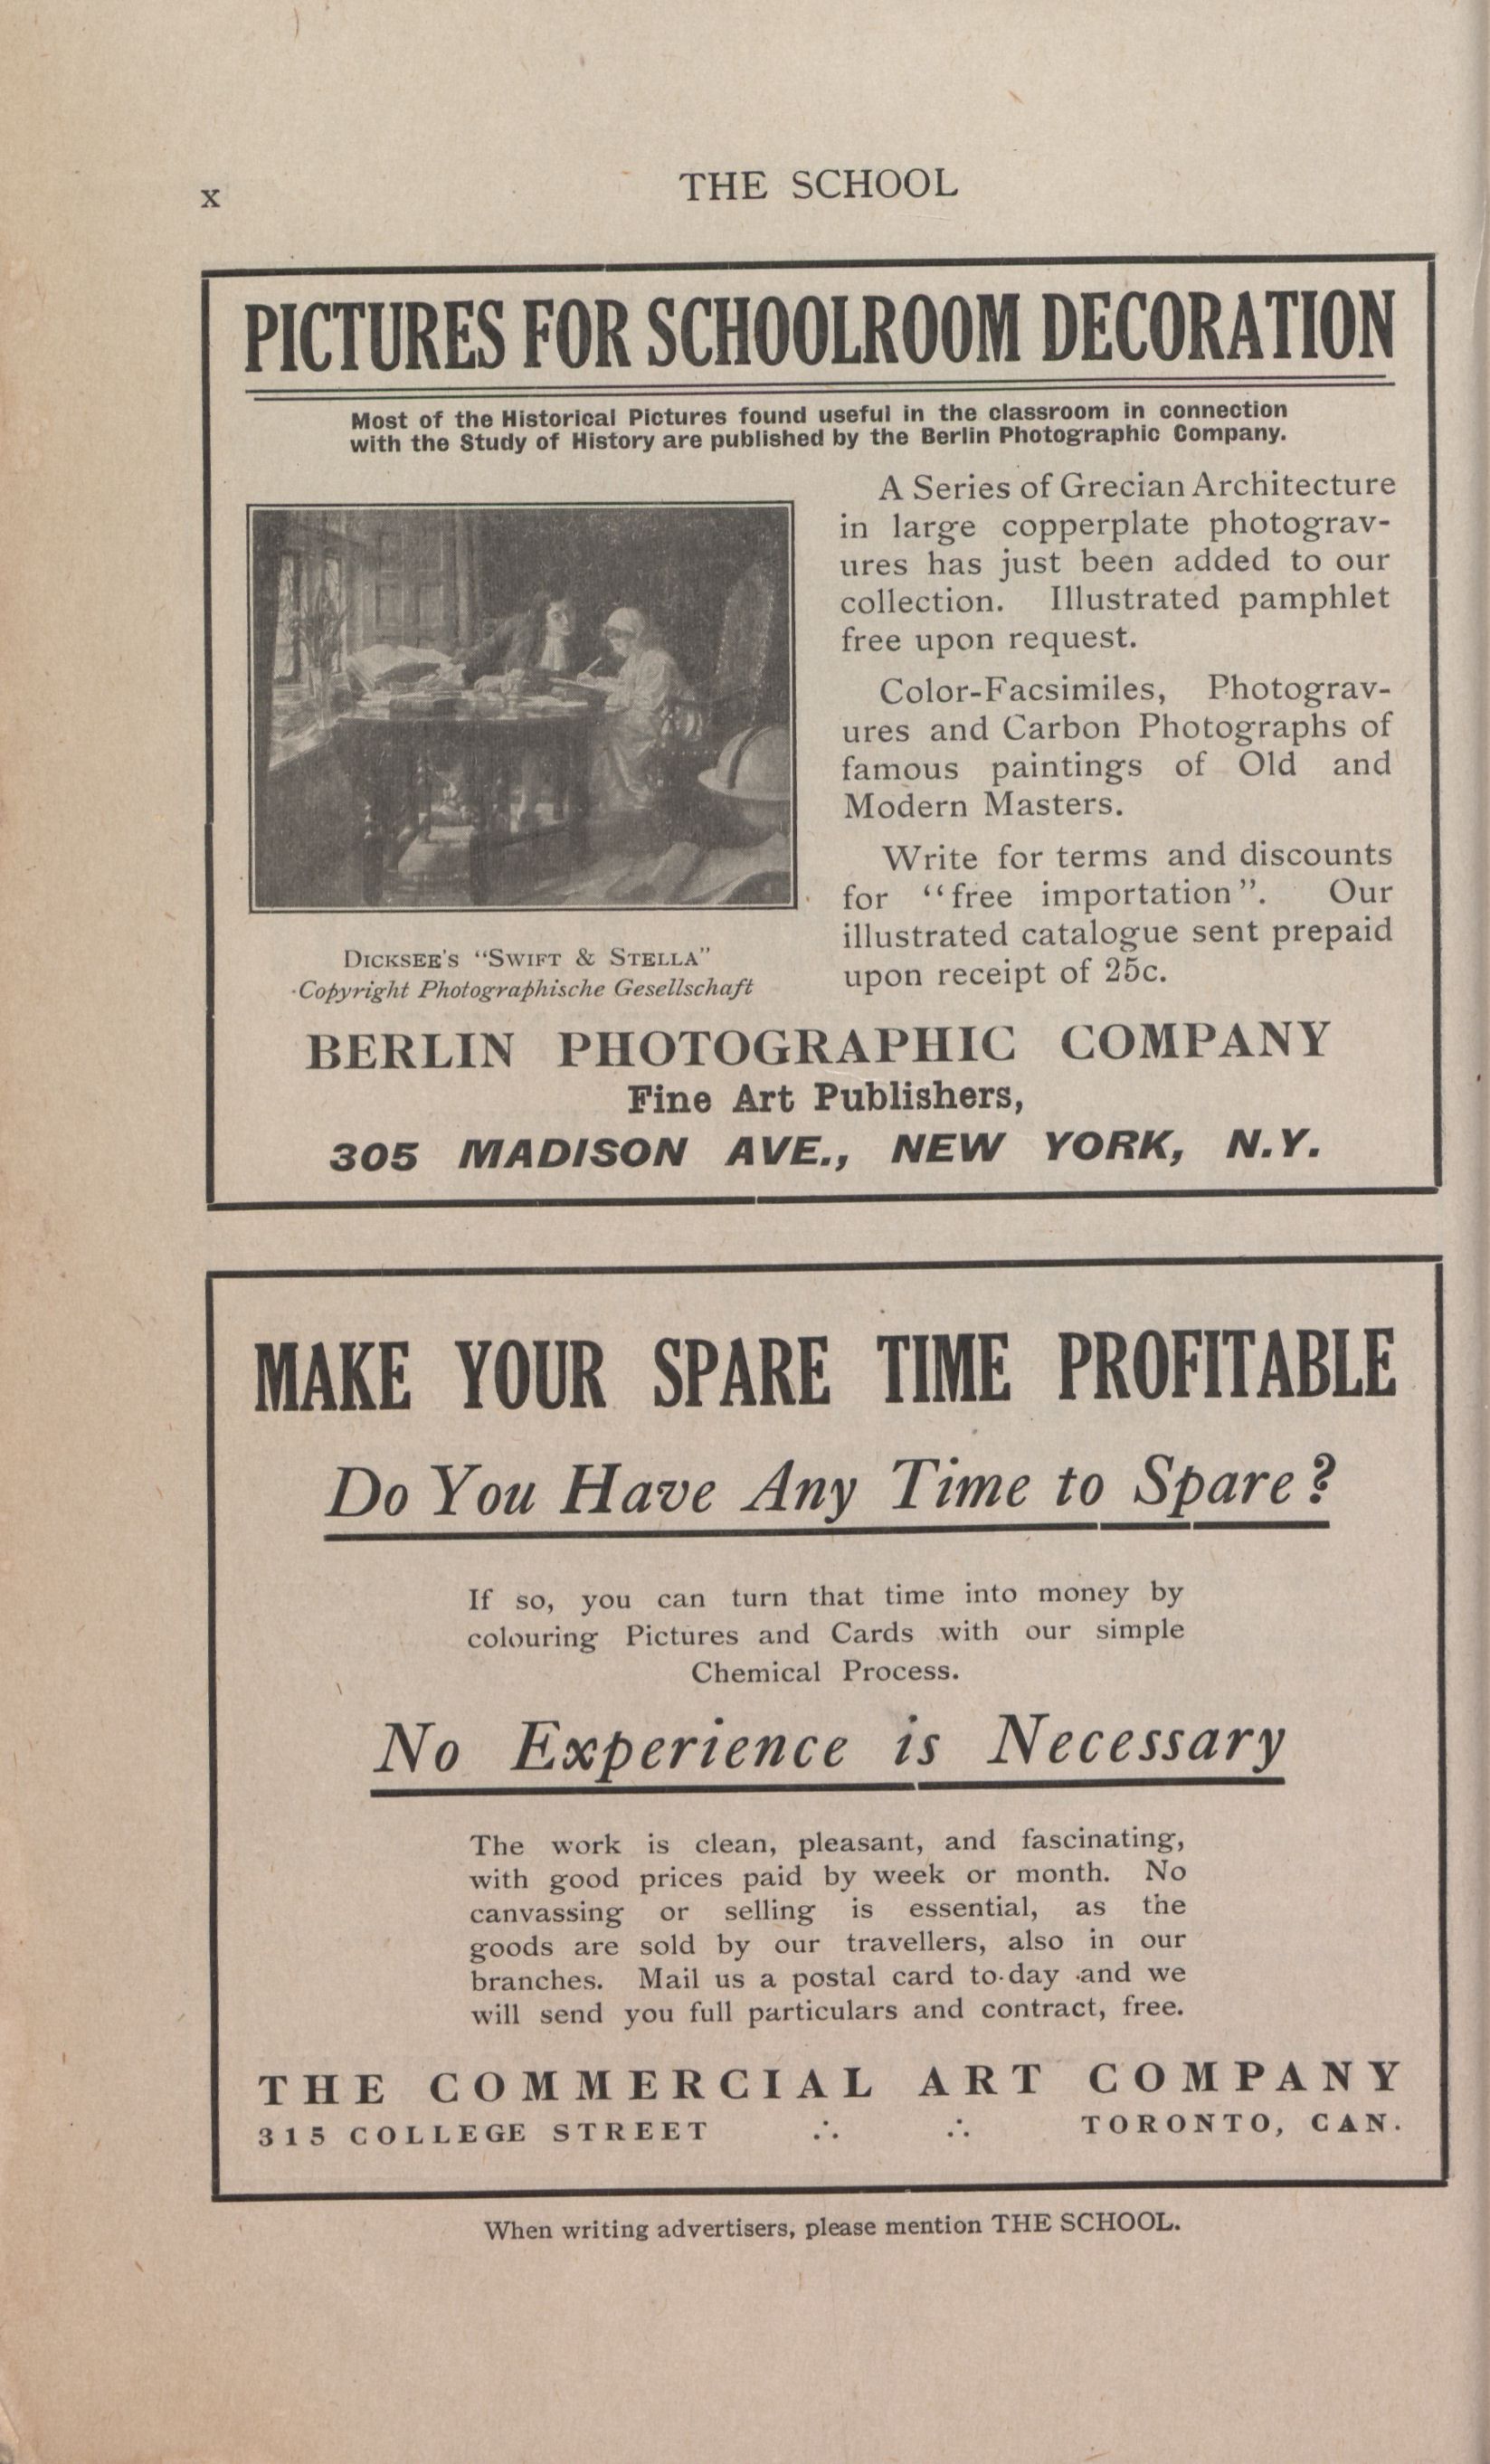 x
THE SCHOOL
PICTURES FOR SCHOOLROOM DECORATION
Most of the Historical Pictures found useful in the classroom in connection
with the Study of History are published by the Berlin Photographic Company.
A Series of Grecian Architecture
in large copperplate photograv-
ures has just been added to our
collection. Illustrated pamphlet
free upon request.
Color-Facsimiles, Photograv-
ures and Carbon Photographs of
famous paintings of Old and
Modern Masters.
Write for terms and discounts
for "free importation". Our
illustrated catalogue sent prepaid
upon receipt of 25c.
DICKSEE'S "SWIFT & STELLA"
Copyright Photographische Gesellschaft
BERLIN PHOTOGRAPHIC COMPANY
Fine Art Publishers,
305 MADISON AVE., NEW YORK, N.Y.
MAKE YOUR SPARE TIME PROFITABLE
Do You Have Any Time to Spare?
If so, you can turn that time into money by
colouring Pictures and Cards with our simple
Chemical Process.
No Experience is Necessary
The work is clean, pleasant, and fascinating,
with good prices paid by week or month. No
canvassing or selling is essential, as the
goods are sold by our travellers, also in our
branches. Mail us a postal card to-day and we
will send you full particulars and contract, free.
THE COMMERCIAL ART COMPANY
315 COLLEGE STREET ∴ ∴ TORONTO, CAN.
When writing advertisers, please mention THE SCHOOL.